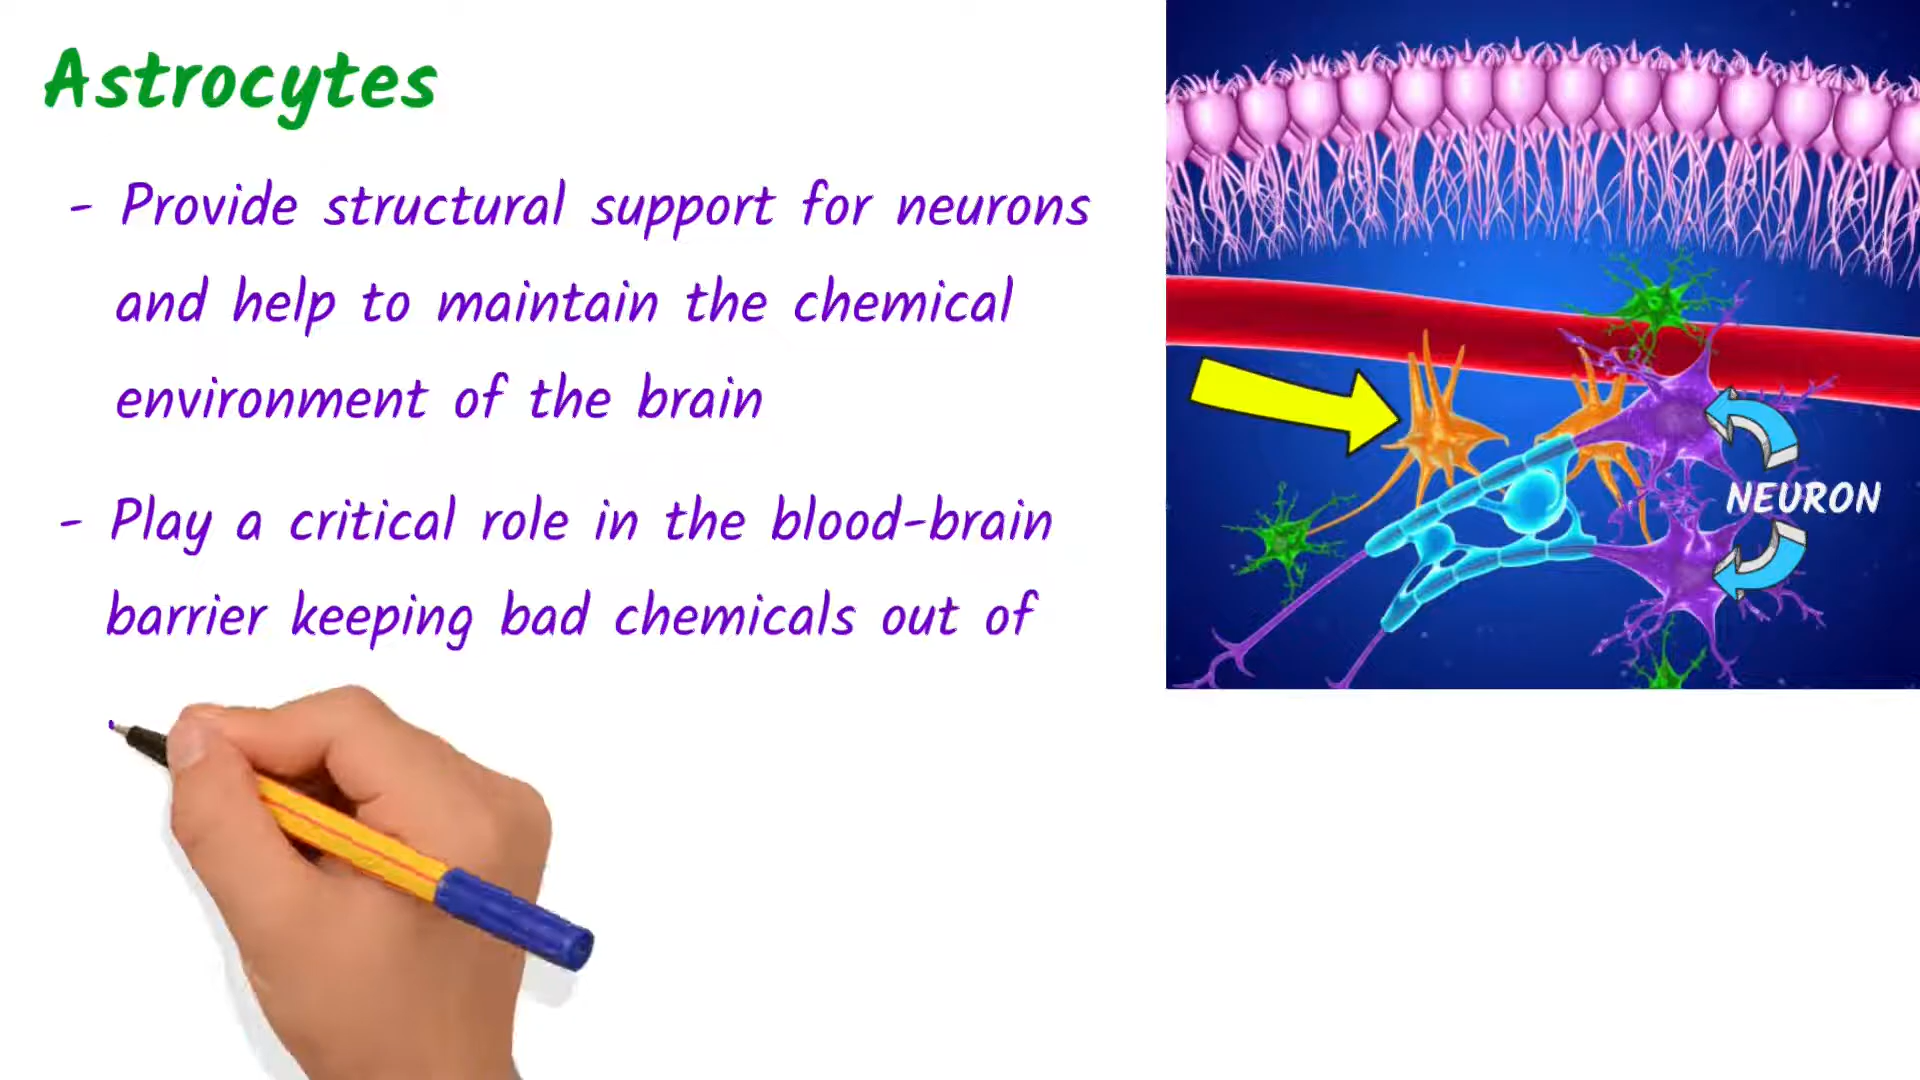 Astrocytes
- Provide structural support for neurons
and help to maintain the chemical
environment of the brain
- Play a critical role in the blood-brain
barrier keeping bad chemicals out of
NEURON